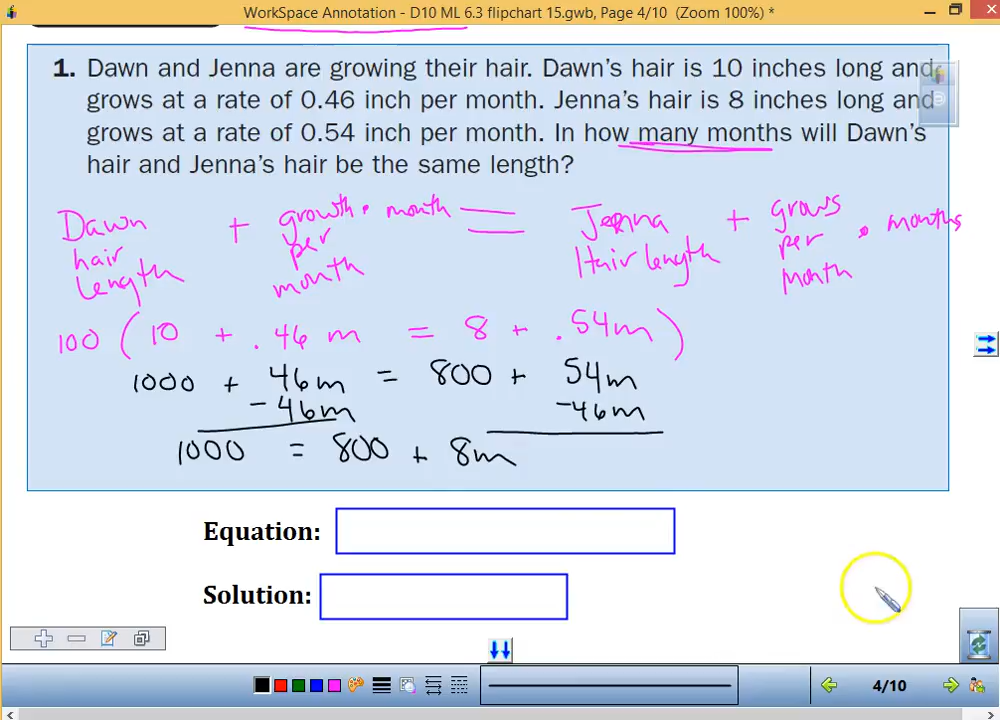 WorkSpace Annotation - D10 ML 6.3 flipchart 15.gwb, Page 4/10 (Zoom 100%) *
1. Dawn and Jenna are growing their hair. Dawn's hair is 10 inches long and
grows at a rate of 0.46 inch per month. Jenna's hair is 8 inches long and
grows at a rate of 0.54 inch per month. In how many months will Dawn's
hair and Jenna's hair be the same length?
Dawn hair length + growth per month · month = Jenna Hair length + grows per month · months
100 (10 + .46 m = 8 + .54m)
1000 + 46m = 800 + 54m
-46m -46m
1000 = 800 + 8m
Equation:
Solution:
4/10